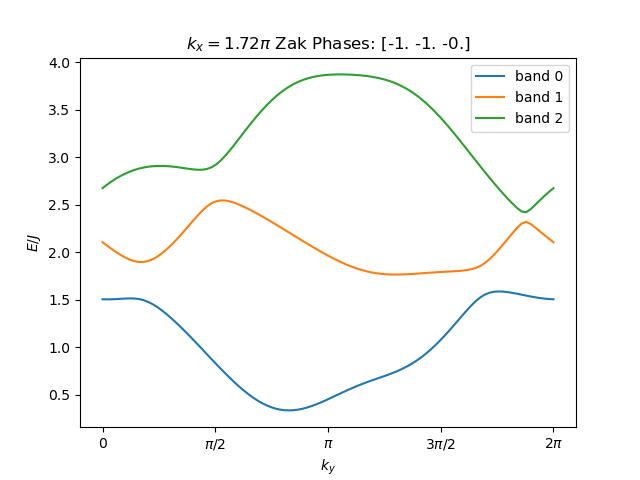 $k_x = 1.72\pi$ Zak Phases: [-1. -1. -0.]
4.0
3.5
3.0
2.5
2.0
1.5
1.0
0.5
E/J
band 0
band 1
band 2
0
π/2
π
3π/2
2π
$k_y$